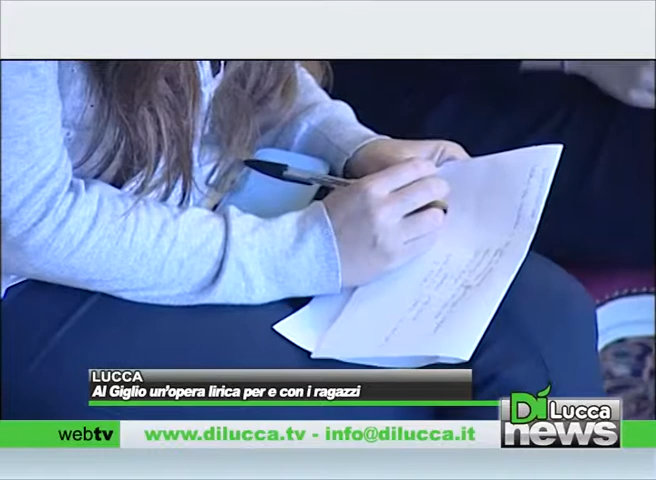 LUCCA
Al Giglio un'opera lirica per e con i ragazzi
webtv
www.dilucca.tv - info@dilucca.it
Di Lucca
news